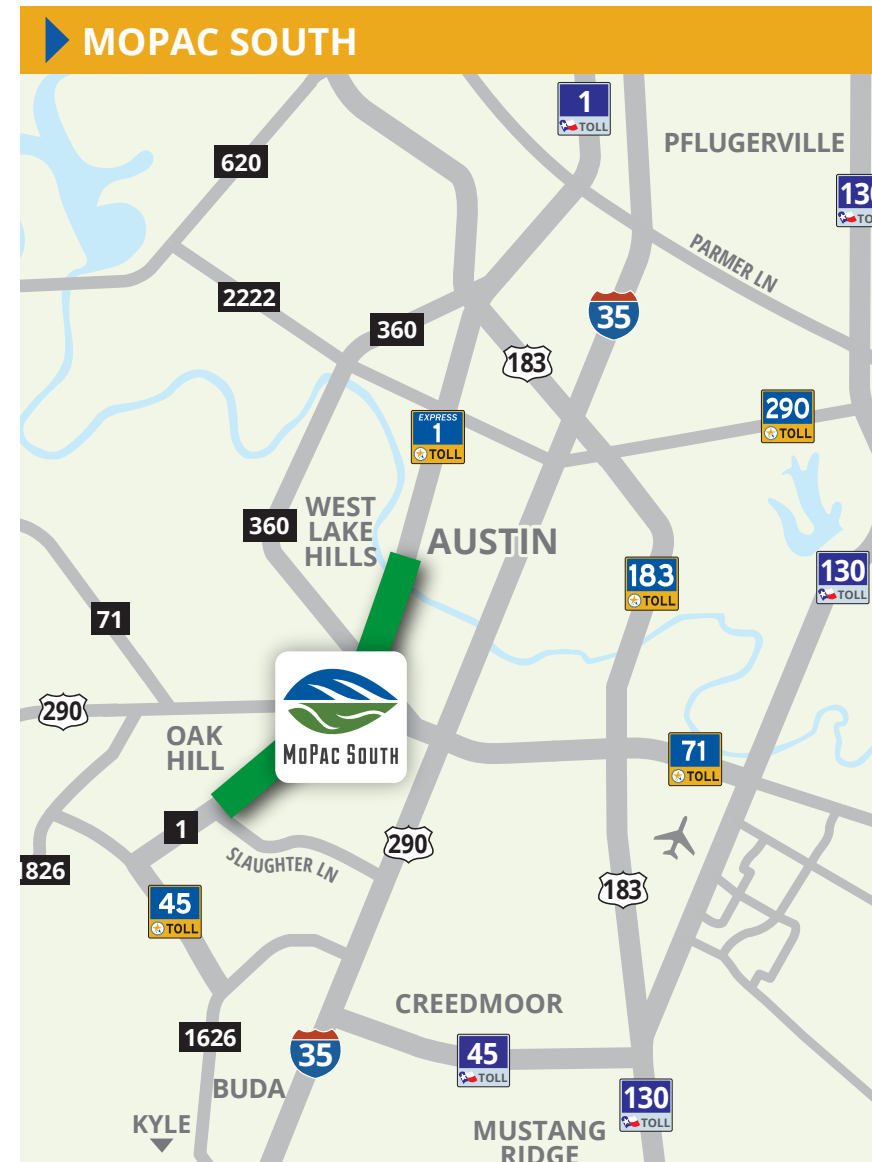 MOPAC SOUTH
1
TOLL
PFLUGERVILLE
620
130
TO
PARMER LN
2222
35
360
183
EXPRESS
1
TOLL
290
TOLL
WEST
LAKE
HILLS
360
AUSTIN
183
TOLL
130
TOLL
71
290
OAK
HILL
MOPAC SOUTH
71
TOLL
1
SLAUGHTER LN
290
1826
183
45
TOLL
CREEDMOOR
1626
35
45
TOLL
BUDA
130
TOLL
KYLE
MUSTANG
RIDGE